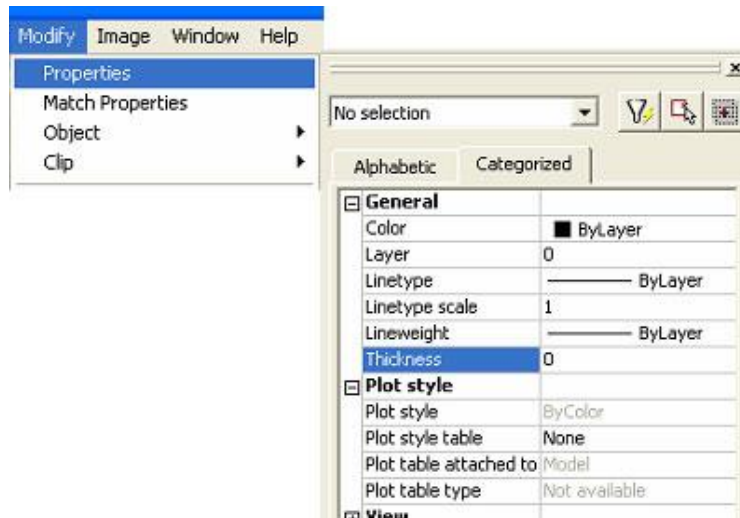 Modify Image Window Help
Properties
Match Properties
Object
Clip
No selection
Alphabetic Categorized
General
Color ByLayer
Layer 0
Linetype ByLayer
Linetype scale 1
Lineweight ByLayer
Thickness 0
Plot style
Plot style ByColor
Plot style table None
Plot table attached to Model
Plot table type Not available
View